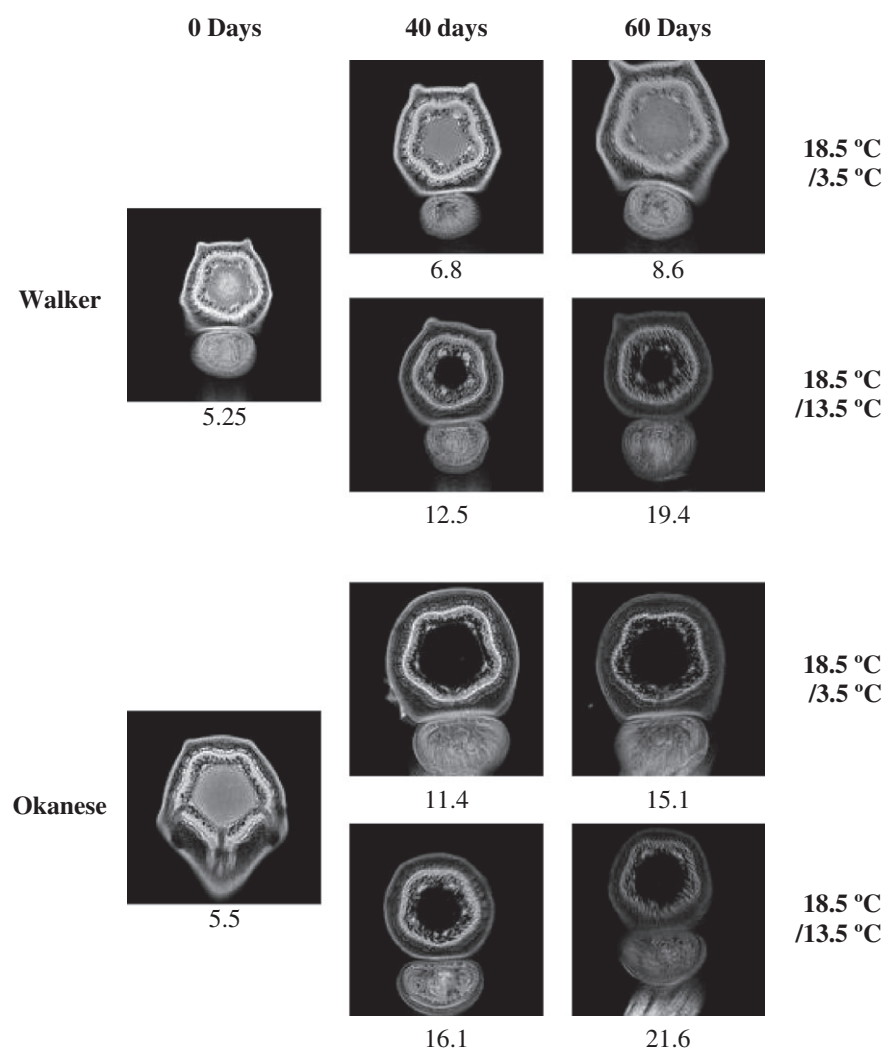 0 Days 40 days 60 Days
18.5 ºC
/3.5 ºC
6.8 8.6
Walker
5.25
18.5 ºC
/13.5 ºC
12.5 19.4
18.5 ºC
/3.5 ºC
11.4 15.1
Okanese
5.5
18.5 ºC
/13.5 ºC
16.1 21.6